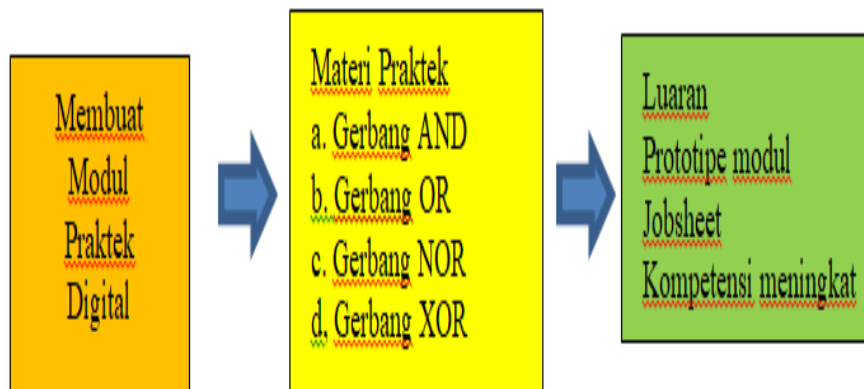 Membuat
Modul
Praktek
Digital
Materi Praktek
a. Gerbang AND
b. Gerbang OR
c. Gerbang NOR
d, Gerbang XOR
Luaran
Prototipe modul
Jobsheet
Kompetensi meningkat